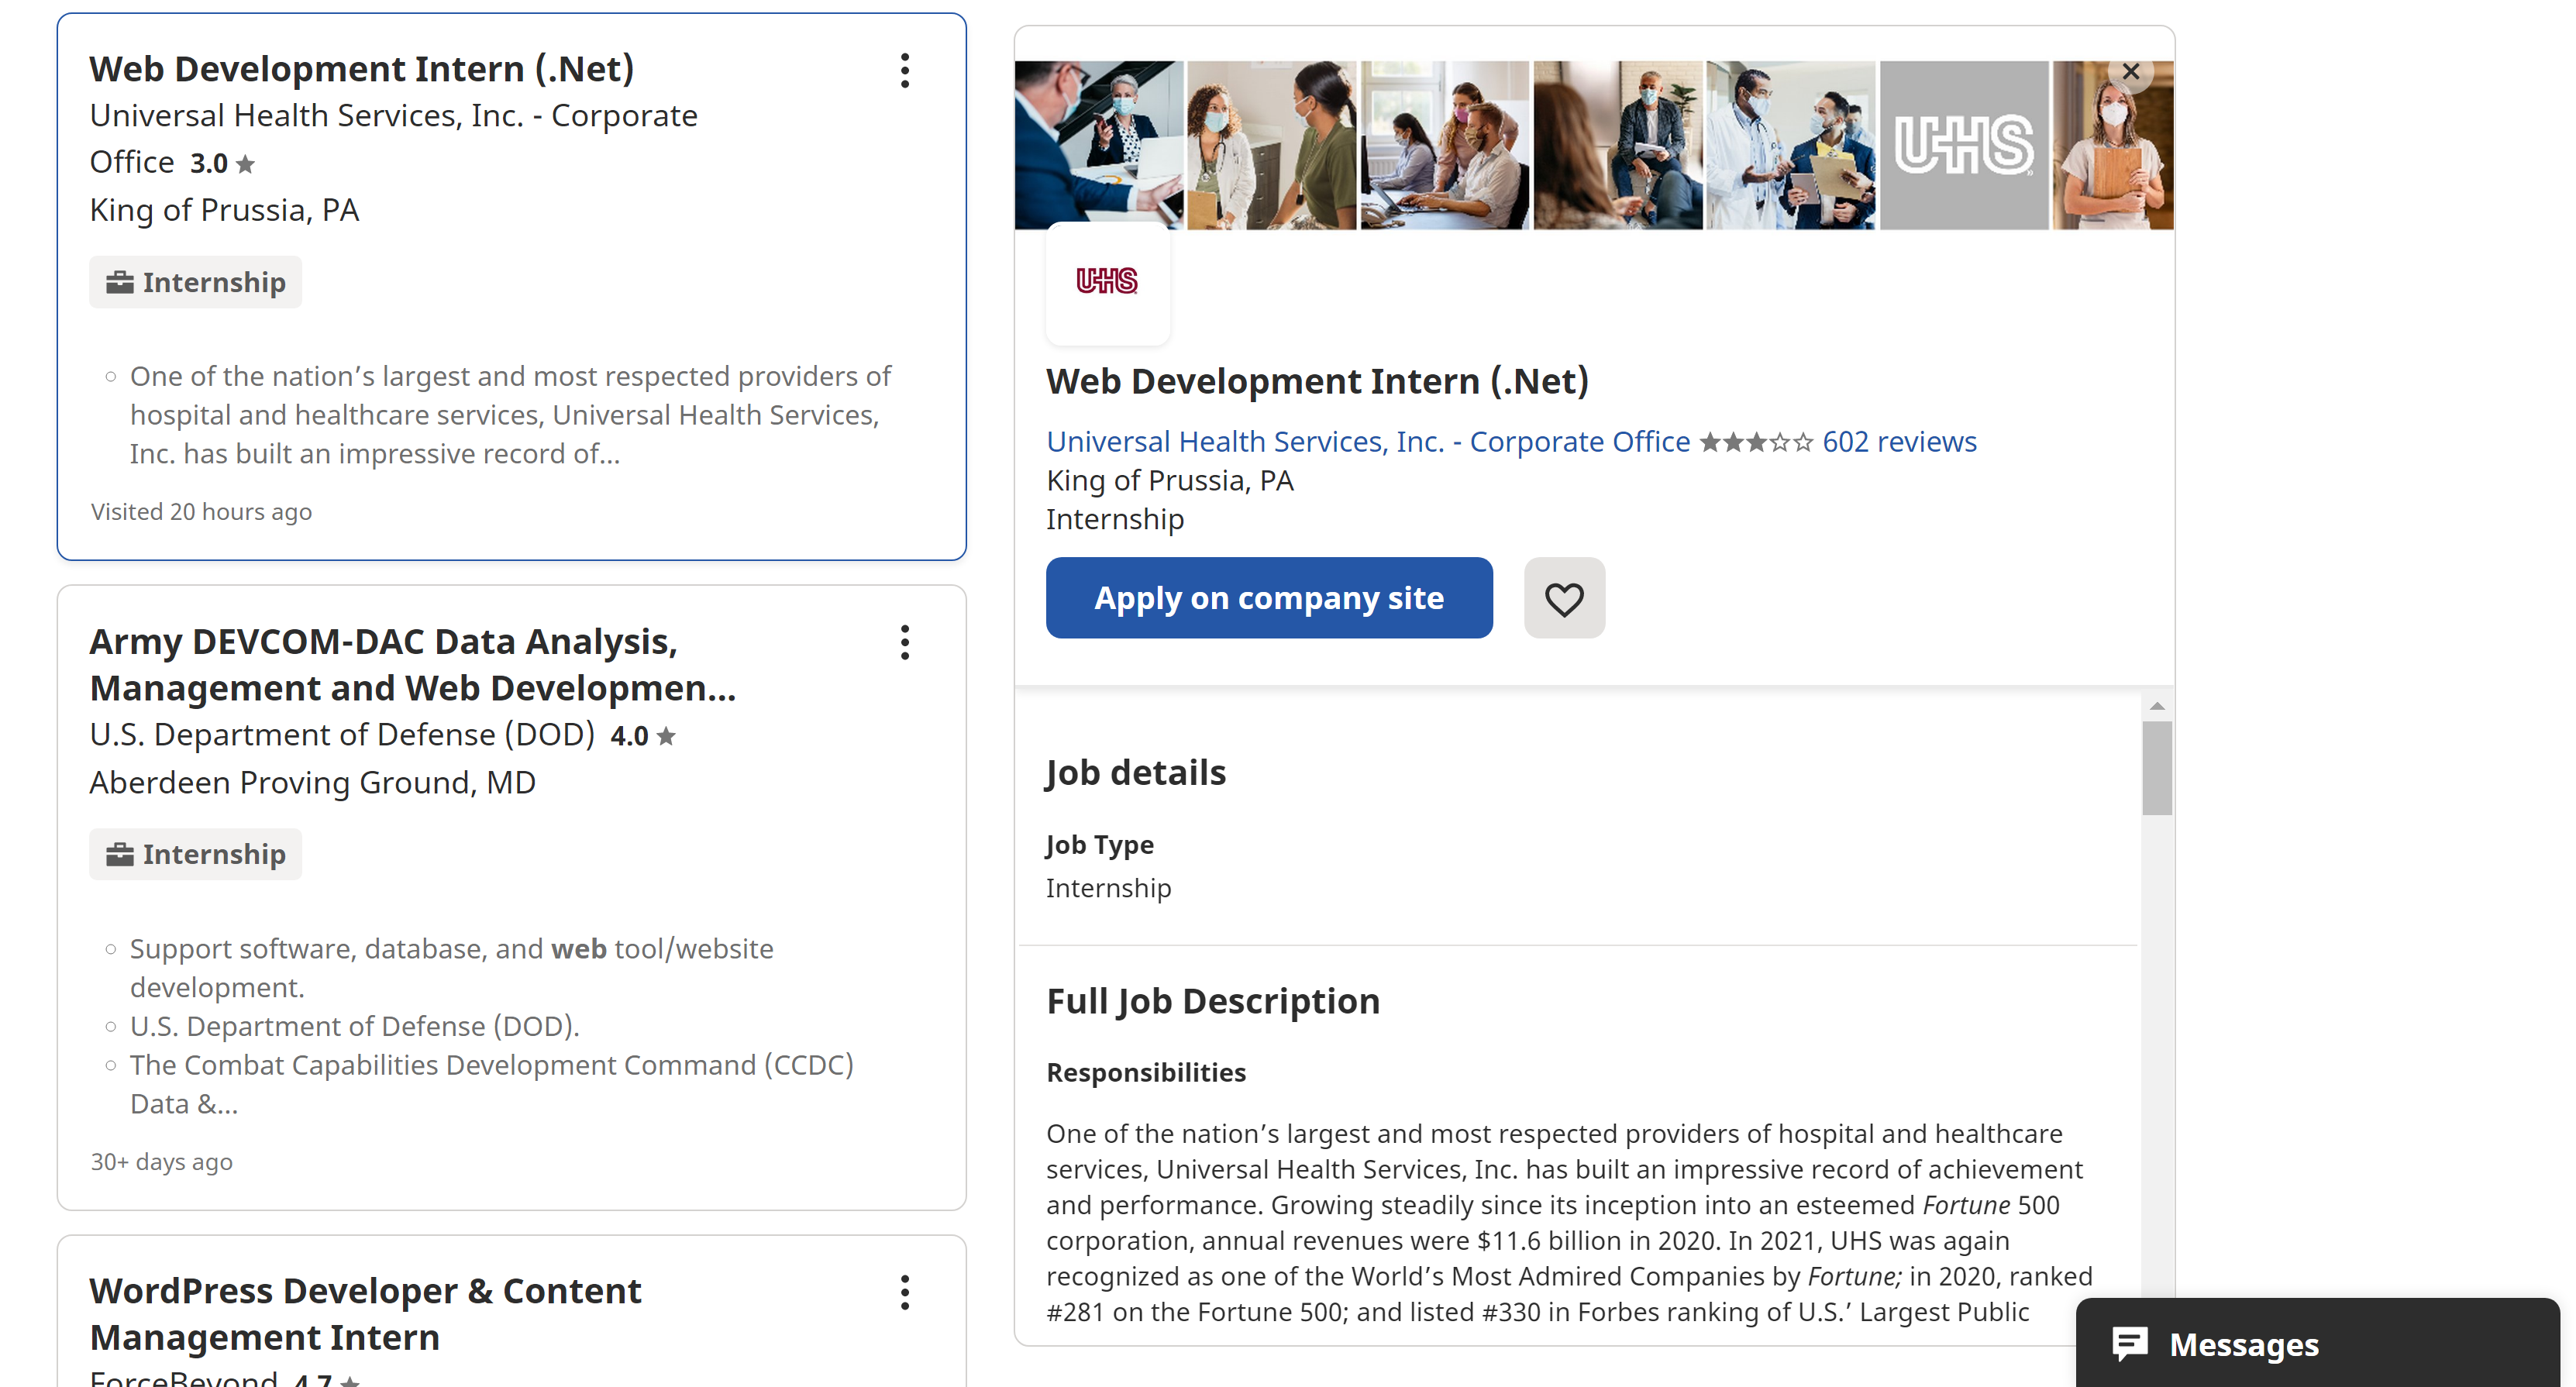 Web Development Intern (.Net)
Universal Health Services, Inc. - Corporate
Office 3.0
King of Prussia, PA
Internship
One of the nation’s largest and most respected providers of
hospital and healthcare services, Universal Health Services,
Inc. has built an impressive record of...
Visited 20 hours ago
Army DEVCOM-DAC Data Analysis,
Management and Web Developmen...
U.S. Department of Defense (DOD) 4.0
Aberdeen Proving Ground, MD
Internship
Support software, database, and web tool/website
development.
U.S. Department of Defense (DOD).
The Combat Capabilities Development Command (CCDC)
Data &...
30+ days ago
WordPress Developer & Content
Management Intern
ForceBeyond 4.7
UHS
UHS
Web Development Intern (.Net)
Universal Health Services, Inc. - Corporate Office 602 reviews
King of Prussia, PA
Internship
Apply on company site
Job details
Job Type
Internship
Full Job Description
Responsibilities
One of the nation’s largest and most respected providers of hospital and healthcare
services, Universal Health Services, Inc. has built an impressive record of achievement
and performance. Growing steadily since its inception into an esteemed Fortune 500
corporation, annual revenues were $11.6 billion in 2020. In 2021, UHS was again
recognized as one of the World’s Most Admired Companies by Fortune; in 2020, ranked
#281 on the Fortune 500; and listed #330 in Forbes ranking of U.S.’ Largest Public
Messages